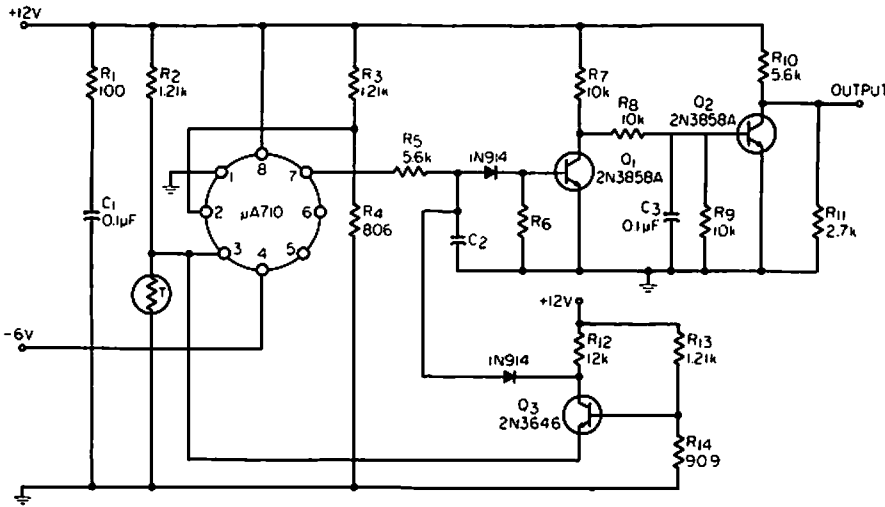 +12V
R1
100
R2
1.21k
R3
1.21k
R7
10k
R10
5.6k
OUTPUT
Q2
2N3858A
R8
10k
R5
5.6k
1N914
Q1
2N3858A
8
1
7
2
μA710
6
3
4
5
C1
0.1μF
R4
806
C2
R6
C3
0.1μF
R9
10k
R11
2.7k
T
-6V
+12V
R12
12k
R13
1.21k
1N914
Q3
2N3646
R14
909